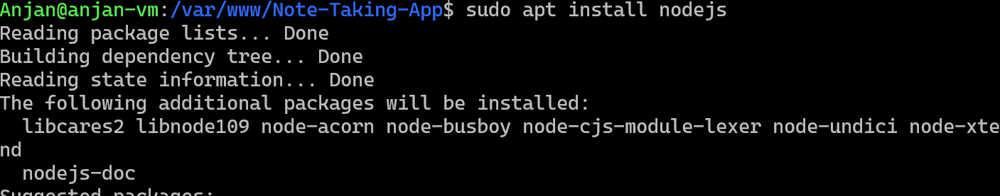 Anjan@anjan-vm:/var/www/Note-Taking-App$ sudo apt install nodejs
Reading package lists... Done
Building dependency tree... Done
Reading state information... Done
The following additional packages will be installed:
  libcares2 libnode109 node-acorn node-busboy node-cjs-module-lexer node-undici node-xte
nd
  nodejs-doc
Suggested packages: